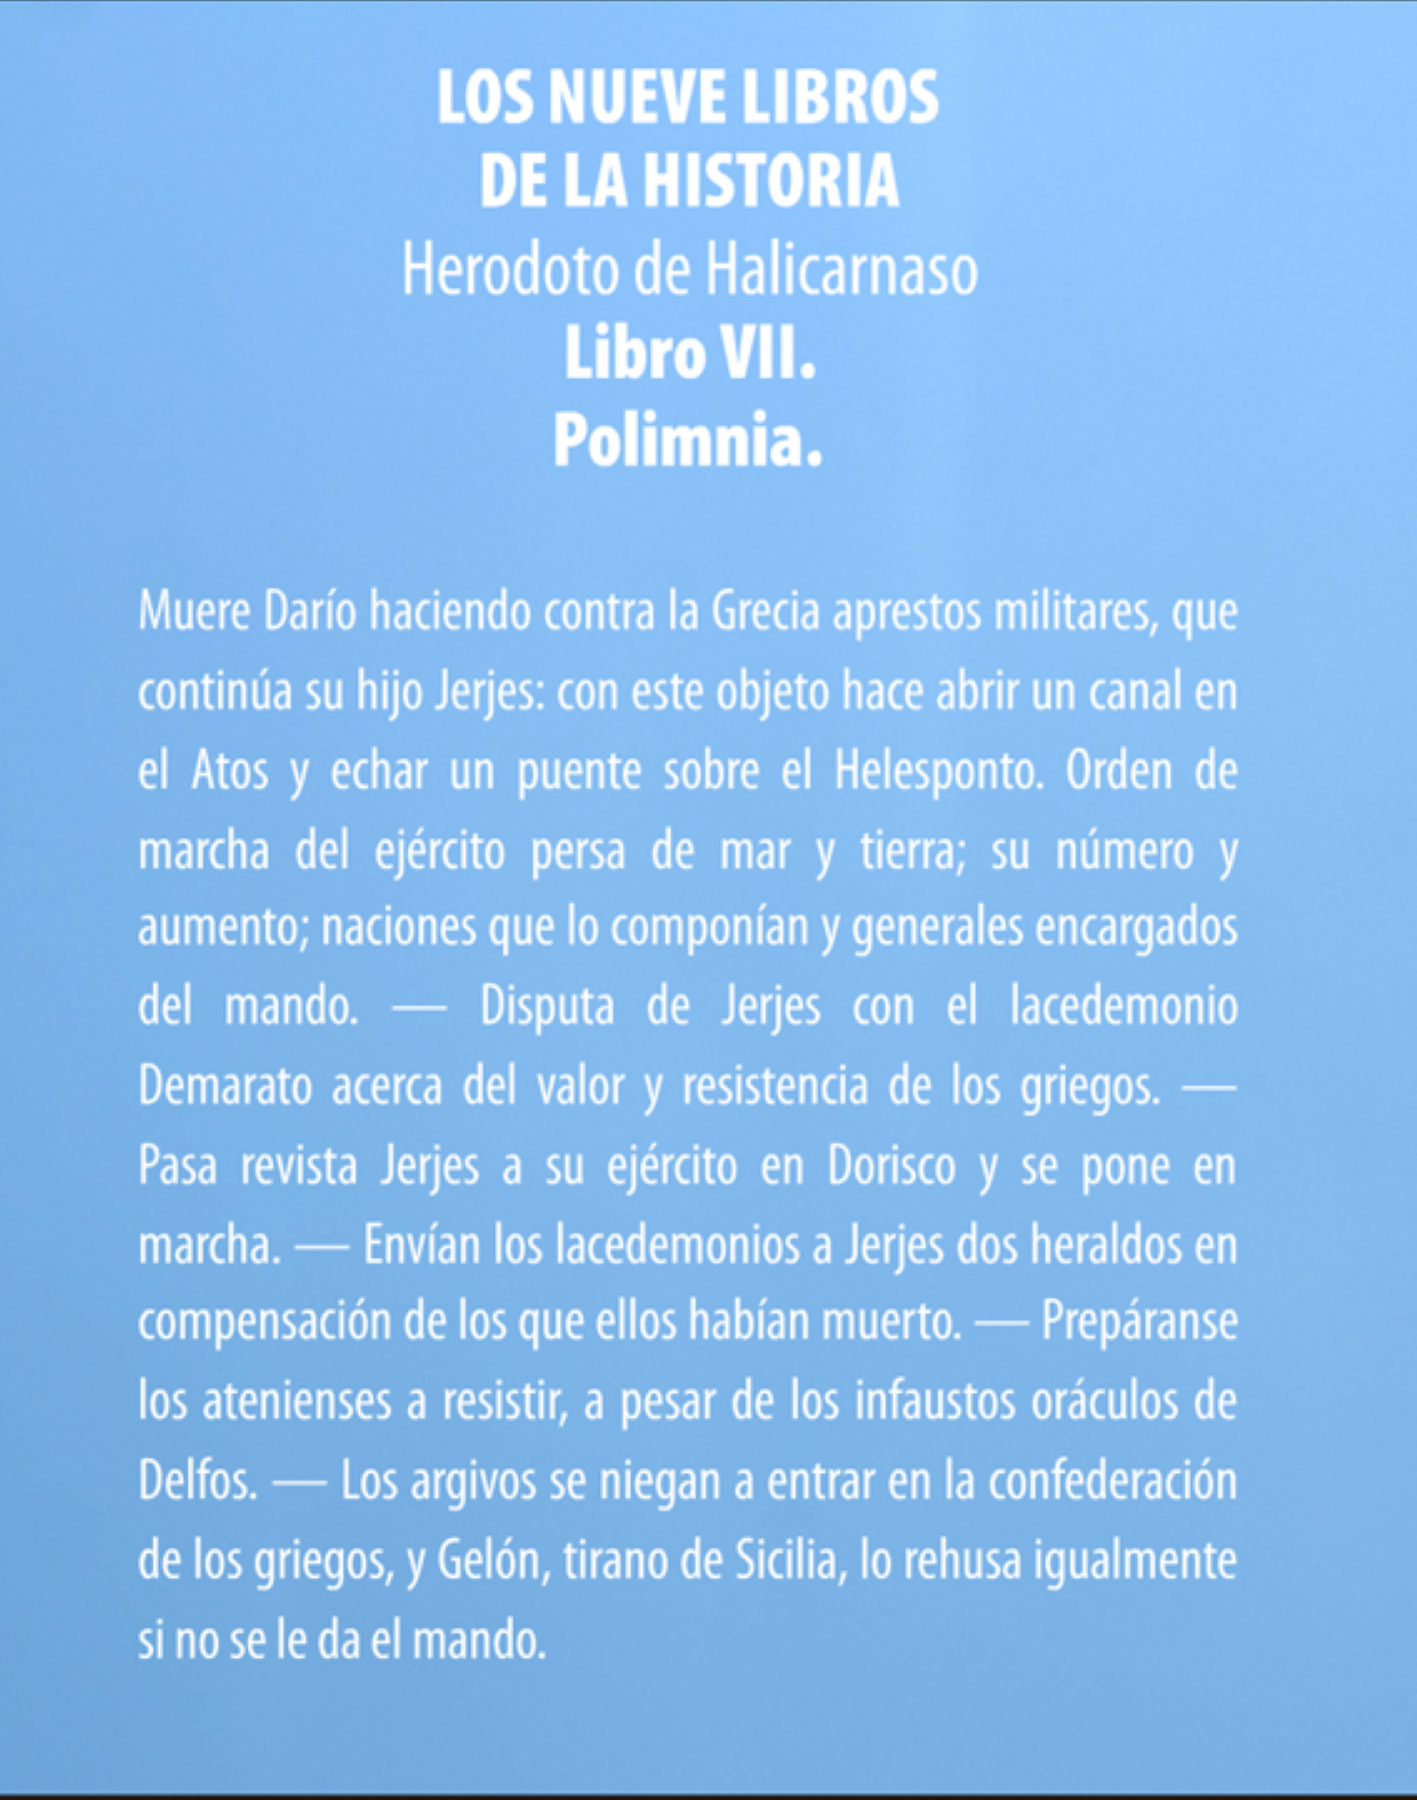 LOS NUEVE LIBROS
DE LA HISTORIA
Herodoto de Halicarnaso
Libro VII.
Polimnia.
Muere Darío haciendo contra la Grecia aprestos militares, que
continúa su hijo Jerjes: con este objeto hace abrir un canal en
el Atos y echar un puente sobre el Helesponto. Orden de
marcha del ejército persa de mar y tierra; su número y
aumento; naciones que lo componían y generales encargados
del mando. — Disputa de Jerjes con el lacedemonio
Demarato acerca del valor y resistencia de los griegos. —
Pasa revista Jerjes a su ejército en Dorisco y se pone en
marcha. — Envían los lacedemonios a Jerjes dos heraldos en
compensación de los que ellos habían muerto. — Prepáranse
los atenienses a resistir, a pesar de los infaustos oráculos de
Delfos. — Los argivos se niegan a entrar en la confederación
de los griegos, y Gelón, tirano de Sicilia, lo rehusa igualmente
si no se le da el mando.